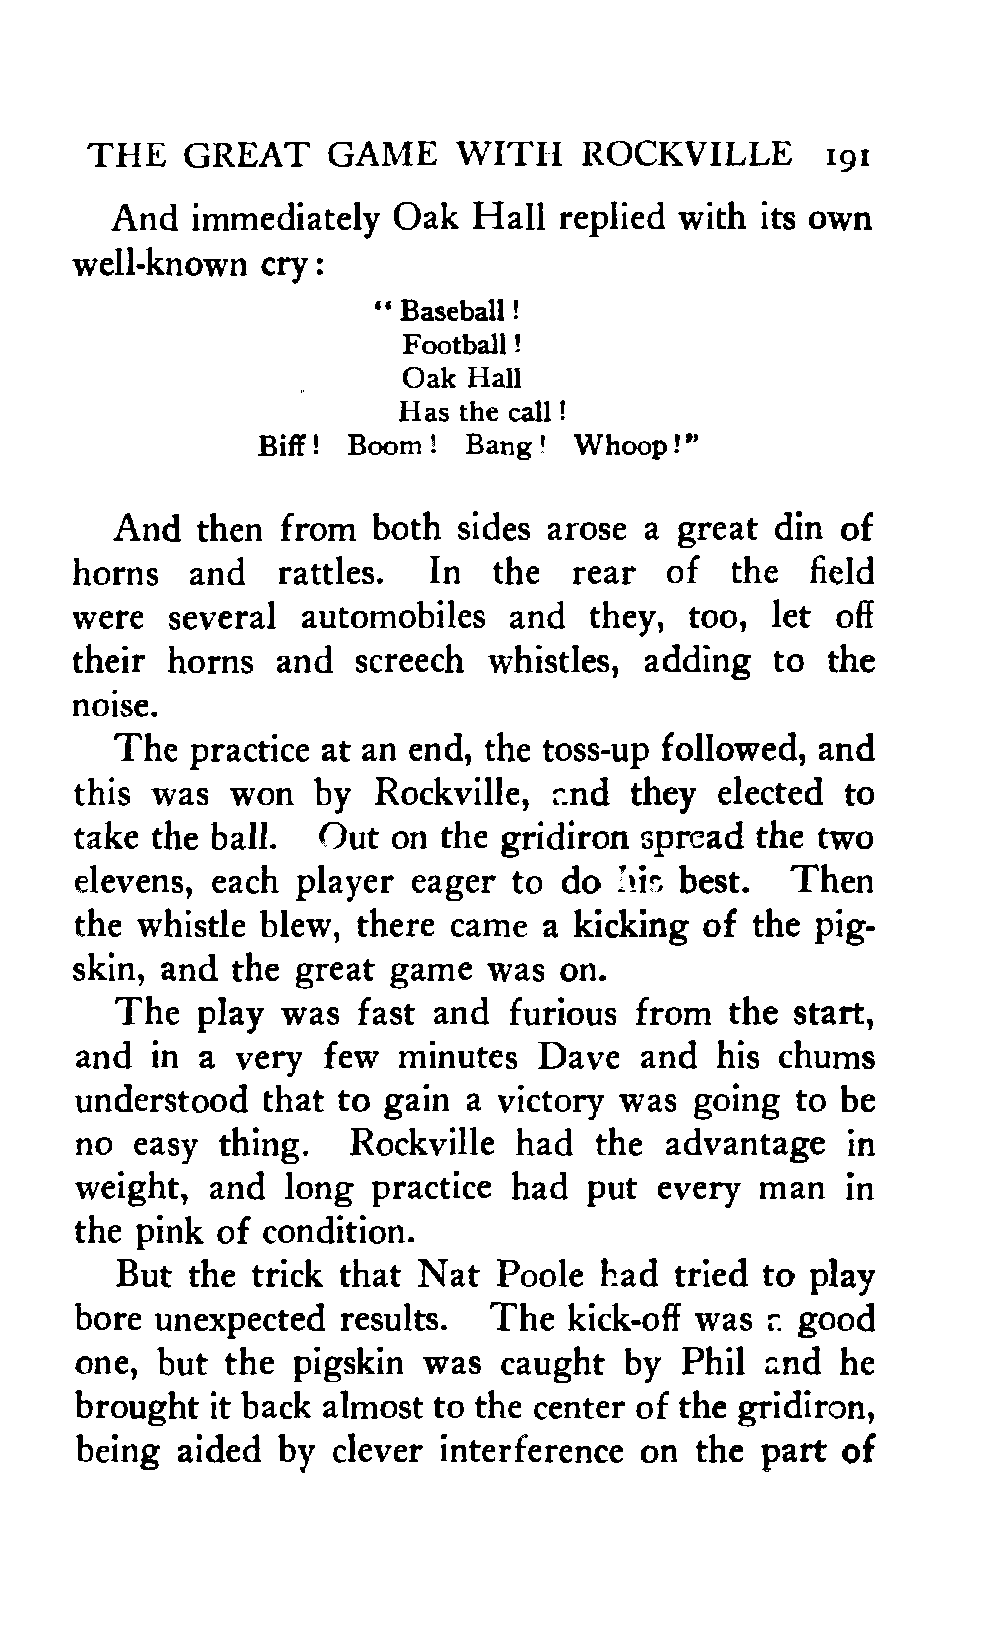 THE GREAT GAME WITH ROCKVILLE 191
And immediately Oak Hall replied with its own
well-known cry:
"Baseball!
Football!
Oak Hall
Has the call!
Biff! Boom! Bang! Whoop!"
And then from both sides arose a great din of
horns and rattles. In the rear of the field
were several automobiles and they, too, let off
their horns and screech whistles, adding to the
noise.
The practice at an end, the toss-up followed, and
this was won by Rockville, and they elected to
take the ball. Out on the gridiron spread the two
elevens, each player eager to do his best. Then
the whistle blew, there came a kicking of the pig-
skin, and the great game was on.
The play was fast and furious from the start,
and in a very few minutes Dave and his chums
understood that to gain a victory was going to be
no easy thing. Rockville had the advantage in
weight, and long practice had put every man in
the pink of condition.
But the trick that Nat Poole had tried to play
bore unexpected results. The kick-off was a good
one, but the pigskin was caught by Phil and he
brought it back almost to the center of the gridiron,
being aided by clever interference on the part of